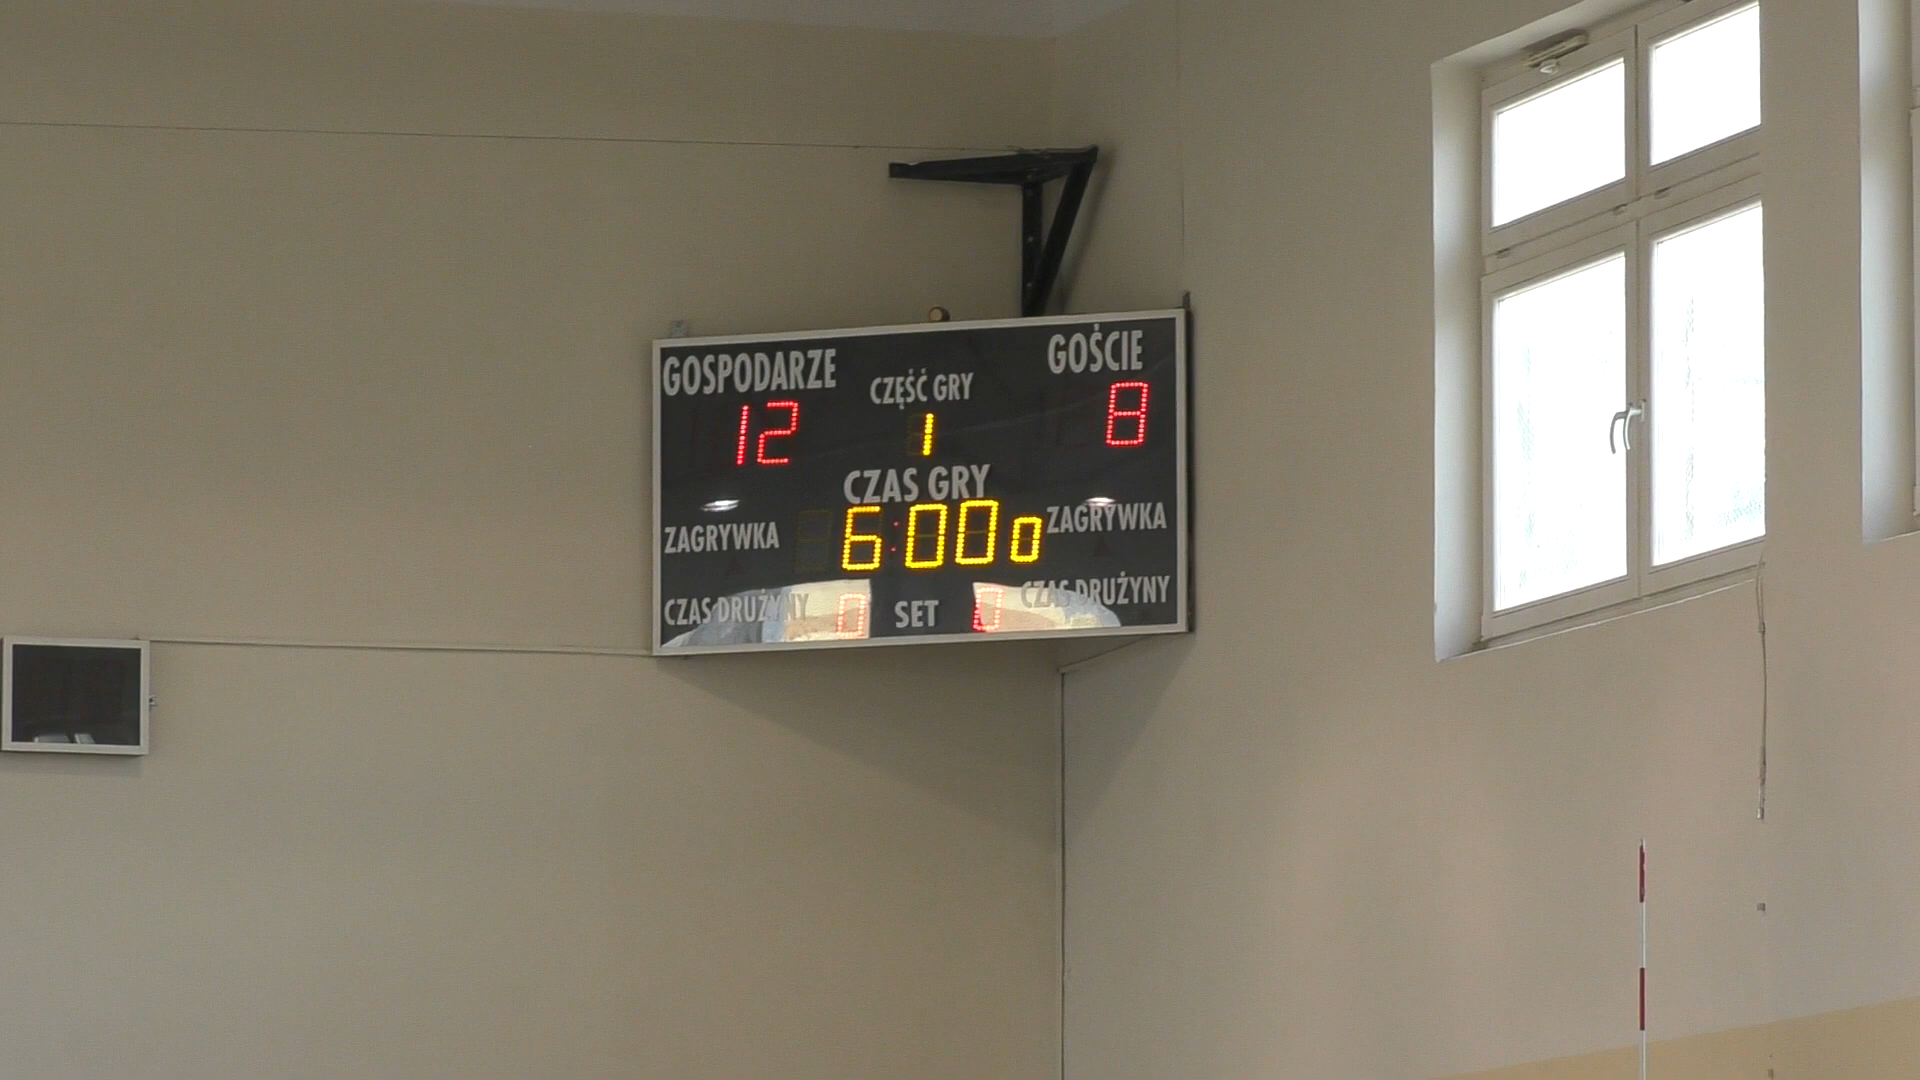 GOSPODARZE CZĘŚĆ GRY GOŚCIE
12 1 8
CZAS GRY
ZAGRYWKA 6:00 0 ZAGRYWKA
CZAS DRUŻYNY 0 SET 0 CZAS DRUŻYNY